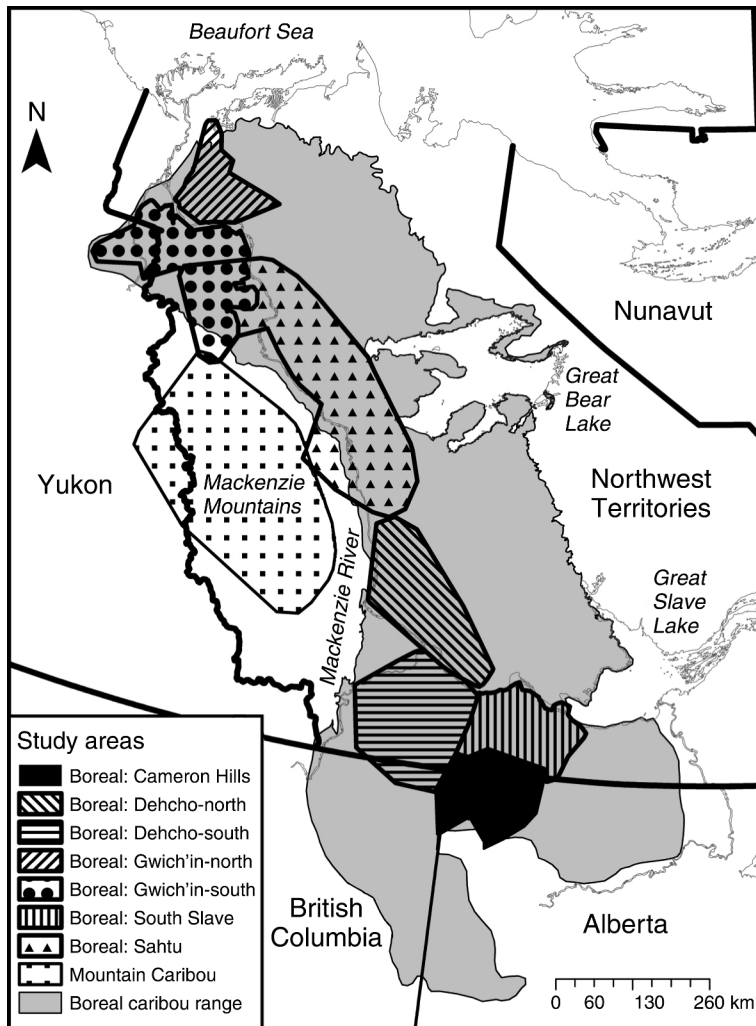 Beaufort Sea
N
Nunavut
Great
Bear
Lake
Yukon
Mackenzie
Mountains
Northwest
Territories
Mackenzie River
Great
Slave
Lake
Study areas
Boreal: Cameron Hills
Boreal: Dehcho-north
Boreal: Dehcho-south
Boreal: Gwich'in-north
Boreal: Gwich'in-south
Boreal: South Slave
Boreal: Sahtu
Mountain Caribou
Boreal caribou range
British
Columbia
Alberta
0 60 130 260 km